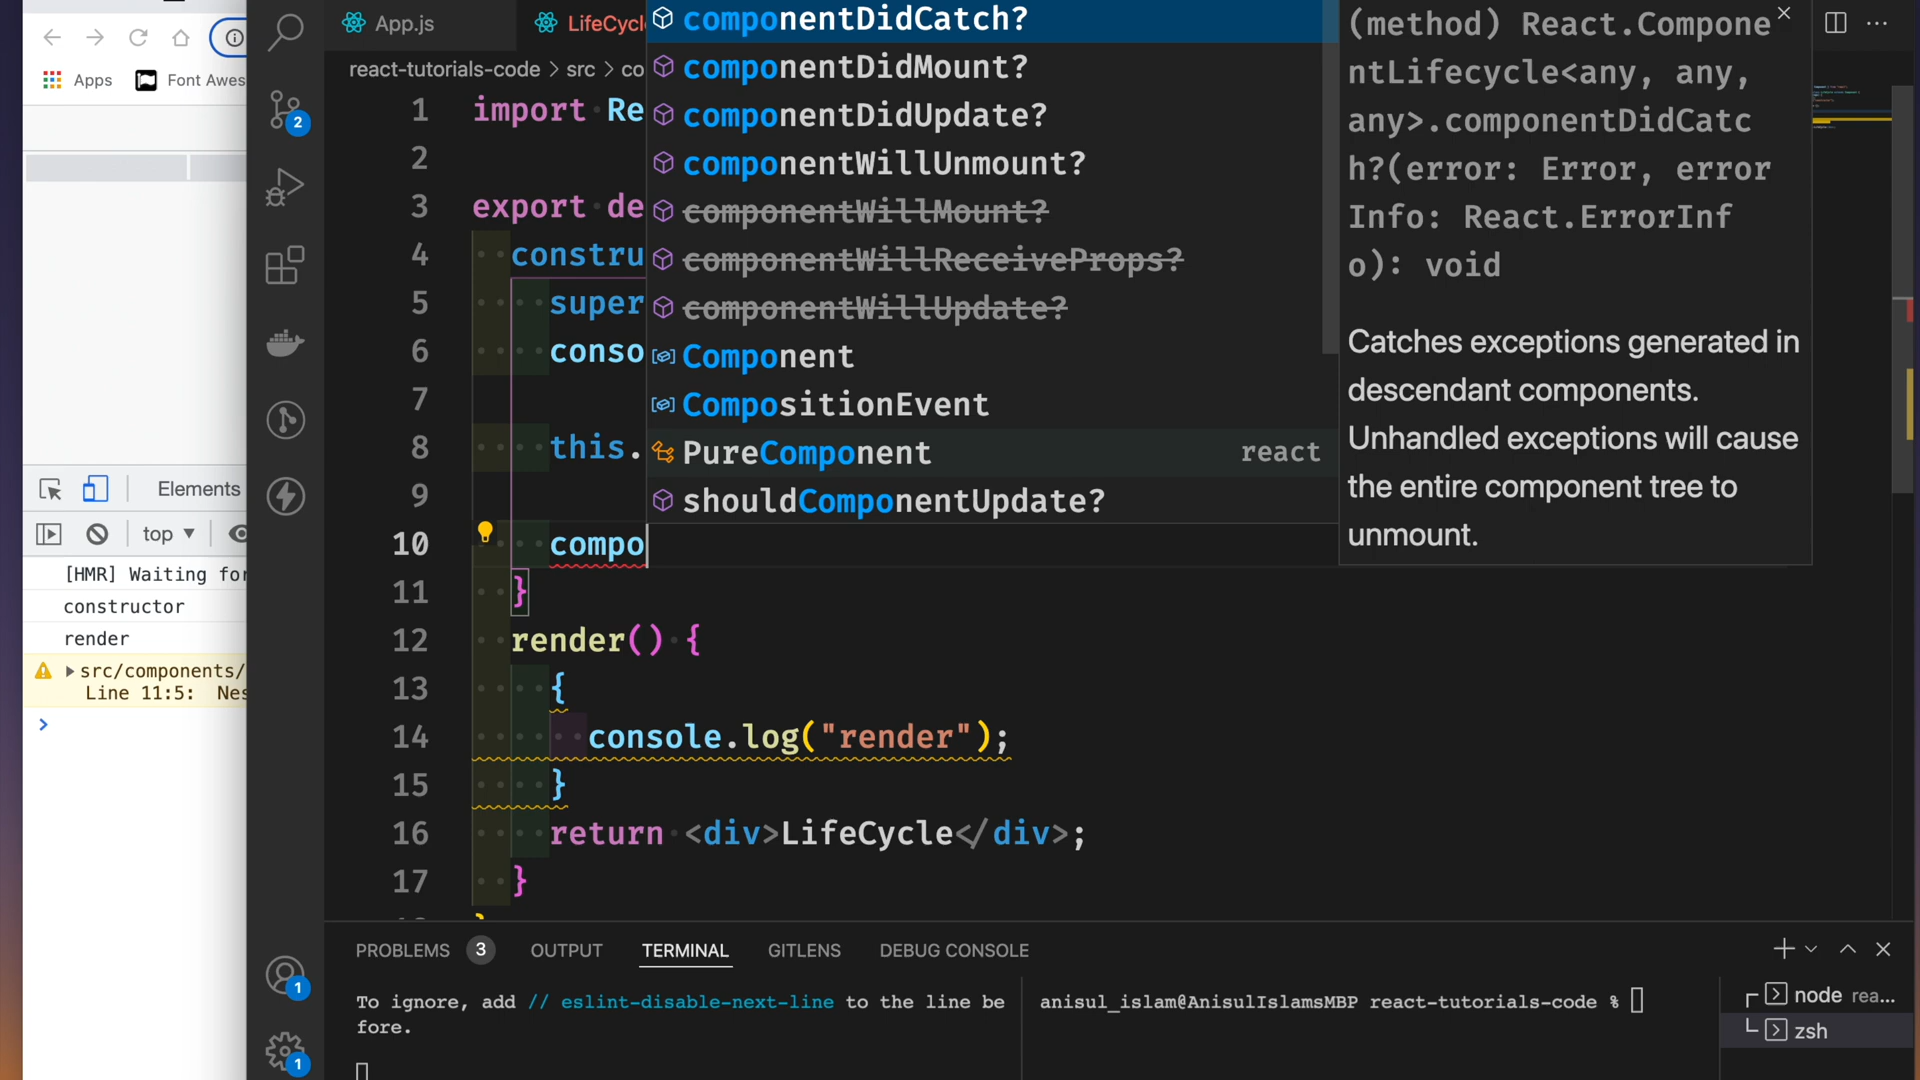 Apps
Font Awes
Elements
top
[HMR] Waiting for
constructor
render
src/components/
Line 11:5: Nes
2
1
1
App.js
LifeCycl
react-tutorials-code > src > co
1 import Re
2
3 export de
4 constru
5 super
6 conso
7
8 this.
9
10 compo
11 }
12 render() {
13 {
14 console.log("render");
15 }
16 return <div>LifeCycle</div>;
17 }
componentDidCatch?
componentDidMount?
componentDidUpdate?
componentWillUnmount?
componentWillMount?
componentWillReceiveProps?
componentWillUpdate?
Component
CompositionEvent
PureComponent react
shouldComponentUpdate?
(method) React.Compone
ntLifecycle<any, any,
any>.componentDidCatc
h?(error: Error, error
Info: React.ErrorInf
o): void
Catches exceptions generated in
descendant components.
Unhandled exceptions will cause
the entire component tree to
unmount.
PROBLEMS 3 OUTPUT TERMINAL GITLENS DEBUG CONSOLE
To ignore, add // eslint-disable-next-line to the line be
fore.
anisul_islam@AnisulIslamsMBP react-tutorials-code %
node rea...
zsh